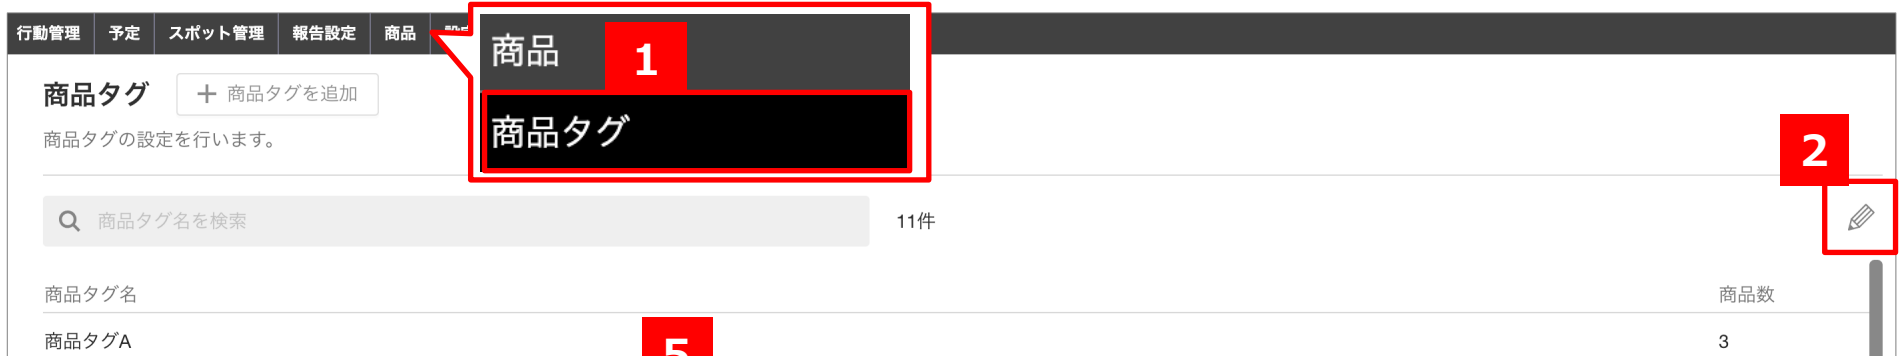 行動管理 予定 スポット管理 報告設定 商品
商品 1
商品タグ
商品タグ + 商品タグを追加
商品タグの設定を行います。
2
商品タグ名を検索 11件
商品タグ名 商品数
商品タグA 3
5